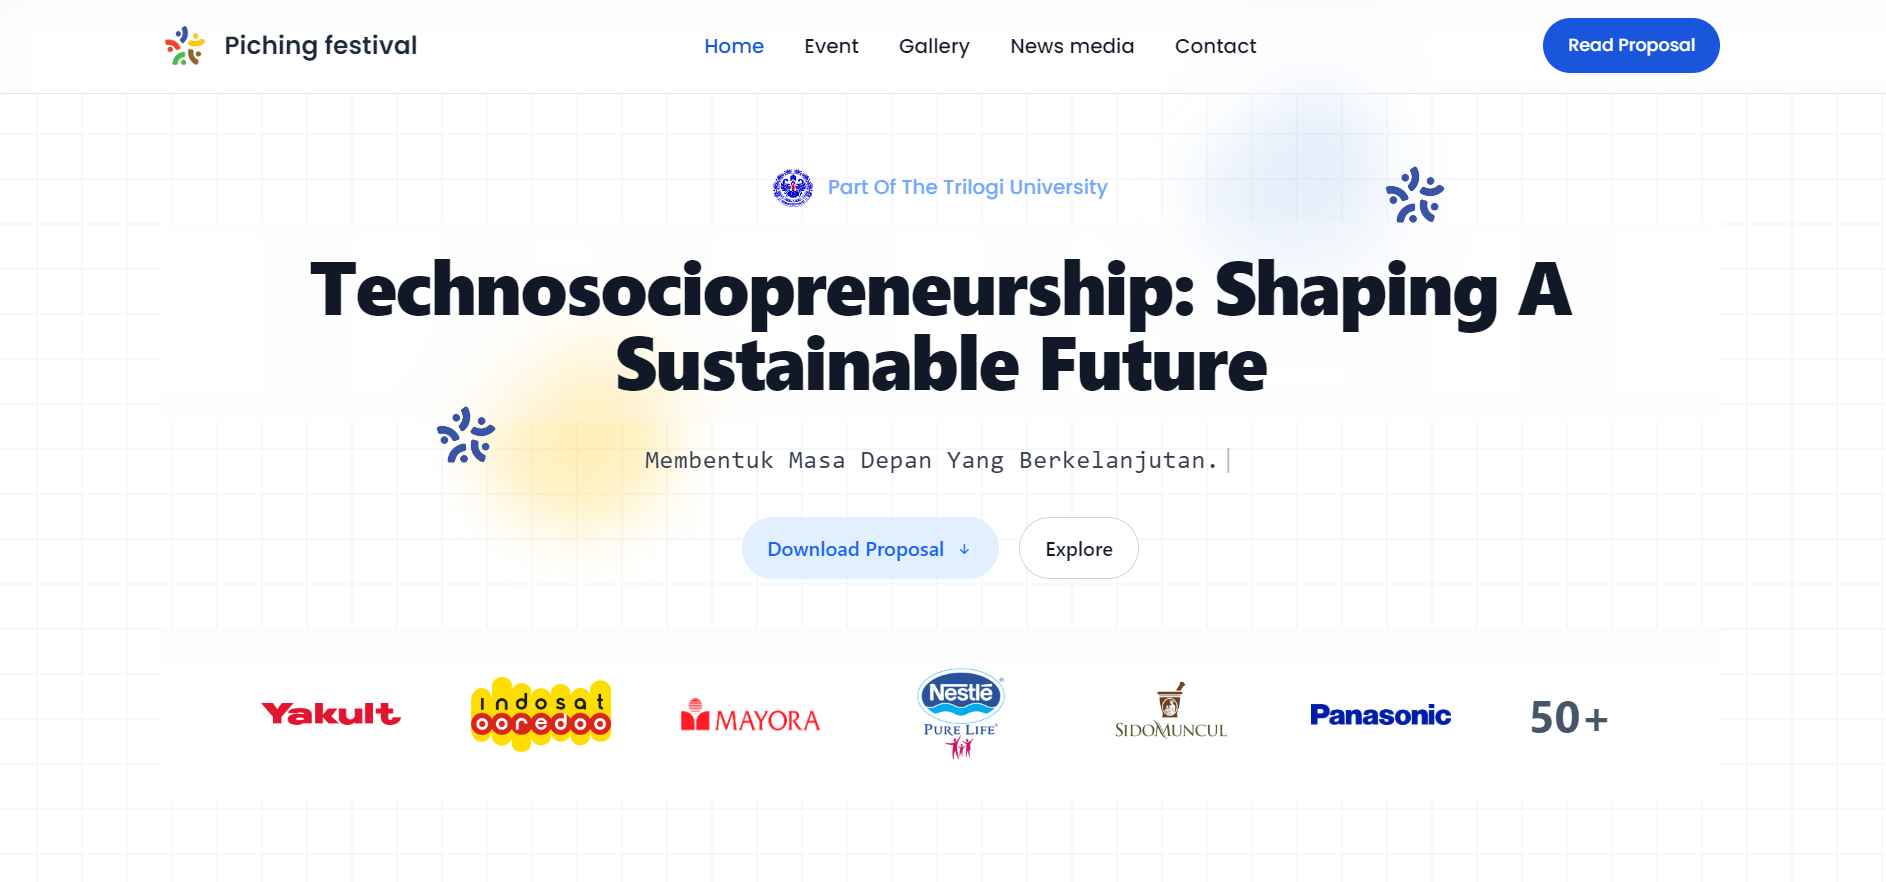 Piching festival
Home
Event
Gallery
News media
Contact
Read Proposal
Part Of The Trilogi University
Technosociopreneurship: Shaping A
Sustainable Future
Membentuk Masa Depan Yang Berkelanjutan.
Download Proposal ↓
Explore
Yakult
indosat
ooredoo
MAYORA
Nestlé
PURE LIFE
SIDOMUNCUL
Panasonic
50+